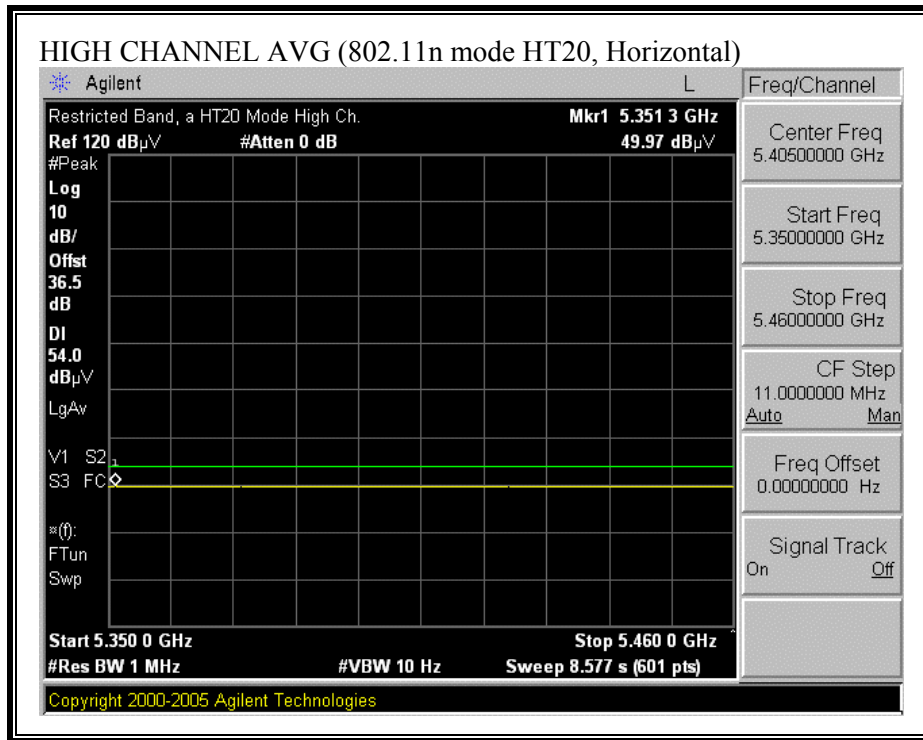 HIGH CHANNEL AVG (802.11n mode HT20, Horizontal)
Agilent L Freq/Channel
Restricted Band, a HT20 Mode High Ch. Mkr1 5.351 3 GHz
Ref 120 dBµV #Atten 0 dB 49.97 dBµV
#Peak
Log
10
dB/
Offst
36.5
dB
DI
54.0
dBµV
LgAv
V1 S2
S3 FC
¤(f):
FTun
Swp
1
Start 5.350 0 GHz Stop 5.460 0 GHz ^
#Res BW 1 MHz #VBW 10 Hz Sweep 8.577 s (601 pts)
Center Freq
5.40500000 GHz
Start Freq
5.35000000 GHz
Stop Freq
5.46000000 GHz
CF Step
11.0000000 MHz
Auto Man
Freq Offset
0.00000000 Hz
Signal Track
On Off
Copyright 2000-2005 Agilent Technologies